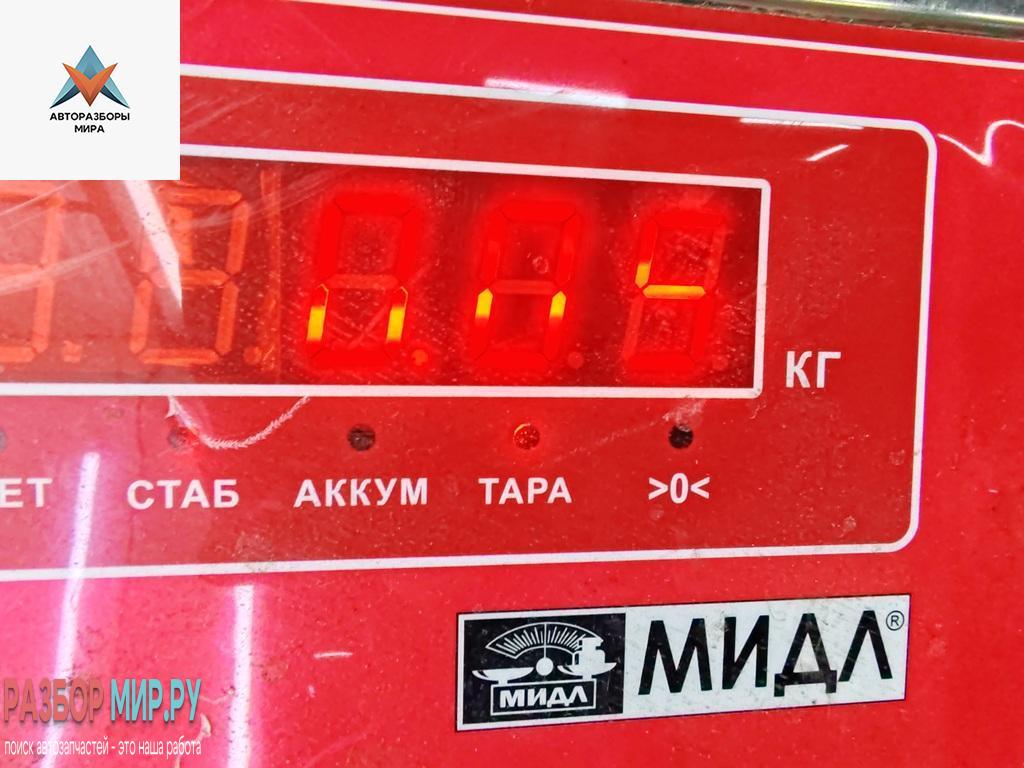 АВТОРАЗБОРЫ
МИРА
КГ
ЕТ СТАБ АККУМ ТАРА >0<
МИДЛ МИДЛ®
РАЗБОР МИР.РУ
поиск автозапчастей - это наша работа